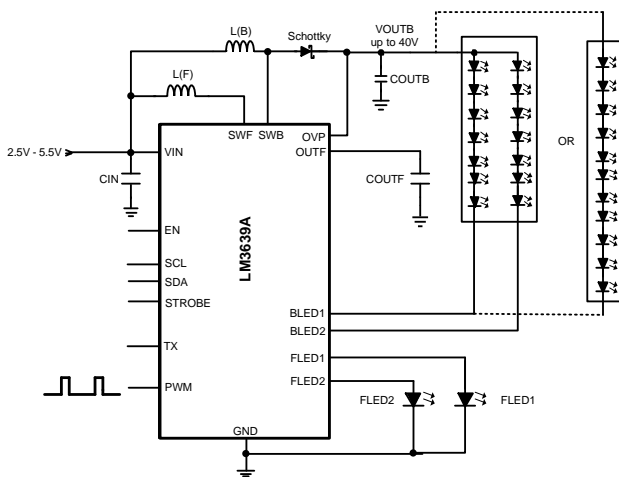 L(B)
Schottky
VOUTB
up to 40V
L(F)
COUTB
SWF
SWB
OVP
OUTF
OR
2.5V - 5.5V
VIN
CIN
COUTF
EN
LM3639A
SCL
SDA
STROBE
BLED1
BLED2
TX
FLED1
FLED2
PWM
FLED2
FLED1
GND